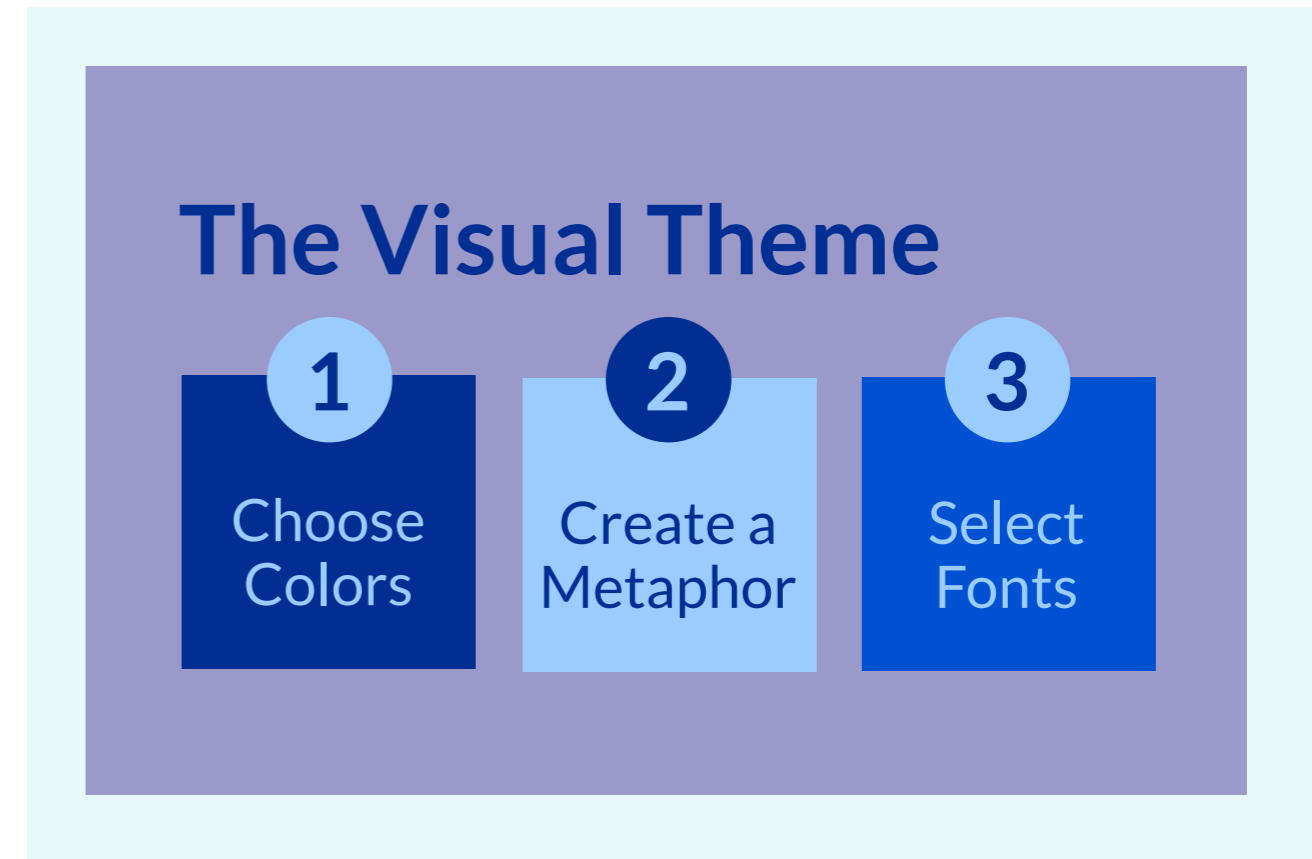 The Visual Theme
1
Choose
Colors
2
Create a
Metaphor
3
Select
Fonts